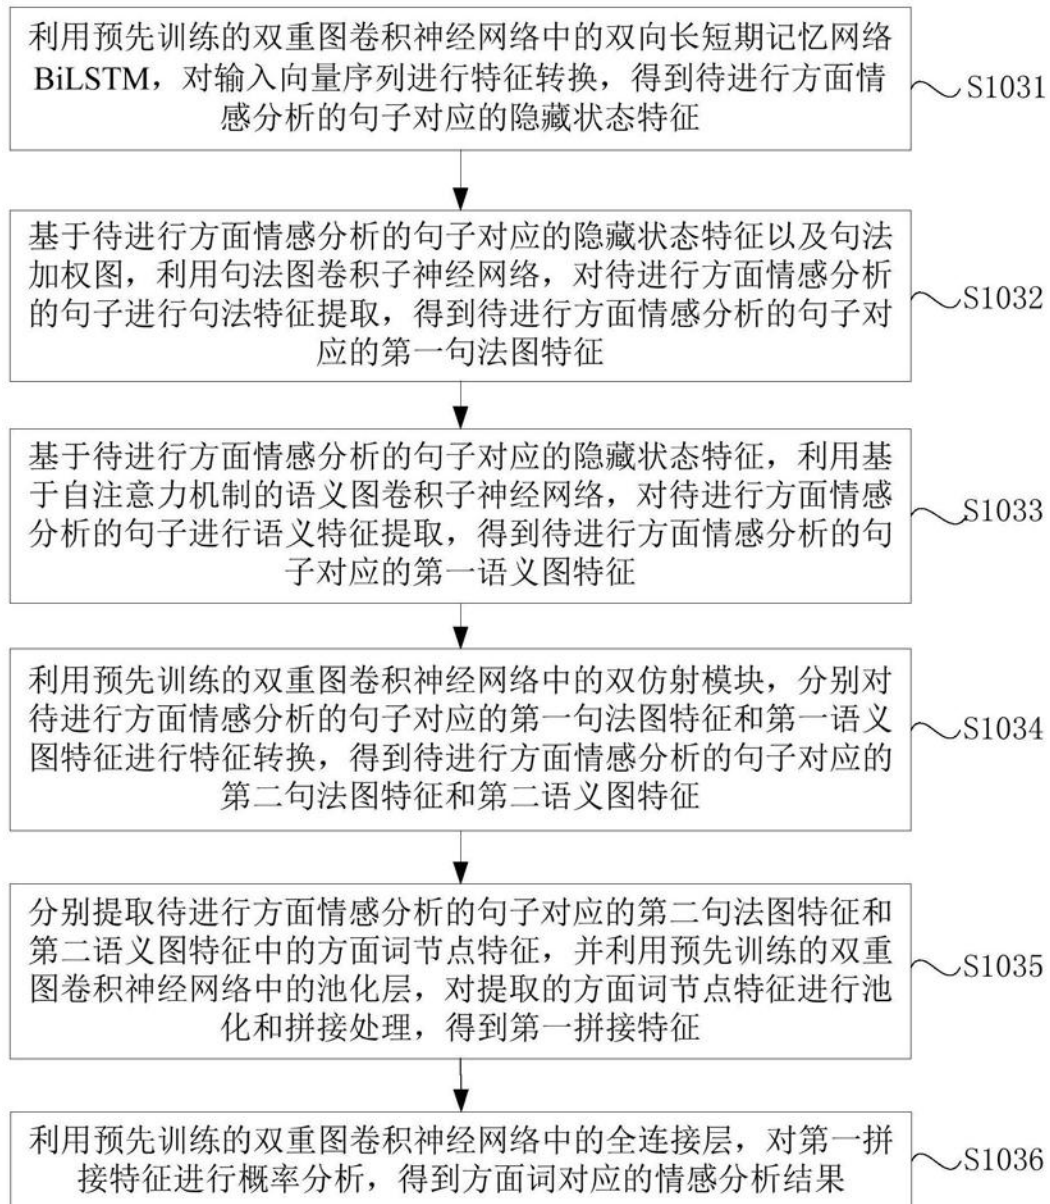 利用预先训练的双重图卷积神经网络中的双向长短期记忆网络
BiLSTM，对输入向量序列进行特征转换，得到待进行方面情
感分析的句子对应的隐藏状态特征
S1031
基于待进行方面情感分析的句子对应的隐藏状态特征以及句法
加权图，利用句法图卷积子神经网络，对待进行方面情感分析
的句子进行句法特征提取，得到待进行方面情感分析的句子对
应的第一句法图特征
S1032
基于待进行方面情感分析的句子对应的隐藏状态特征，利用基
于自注意力机制的语义图卷积子神经网络，对待进行方面情感
分析的句子进行语义特征提取，得到待进行方面情感分析的句
子对应的第一语义图特征
S1033
利用预先训练的双重图卷积神经网络中的双仿射模块，分别对
待进行方面情感分析的句子对应的第一句法图特征和第一语义
图特征进行特征转换，得到待进行方面情感分析的句子对应的
第二句法图特征和第二语义图特征
S1034
分别提取待进行方面情感分析的句子对应的第二句法图特征和
第二语义图特征中的方面词节点特征，并利用预先训练的双重
图卷积神经网络中的池化层，对提取的方面词节点特征进行池
化和拼接处理，得到第一拼接特征
S1035
利用预先训练的双重图卷积神经网络中的全连接层，对第一拼
接特征进行概率分析，得到方面词对应的情感分析结果
S1036